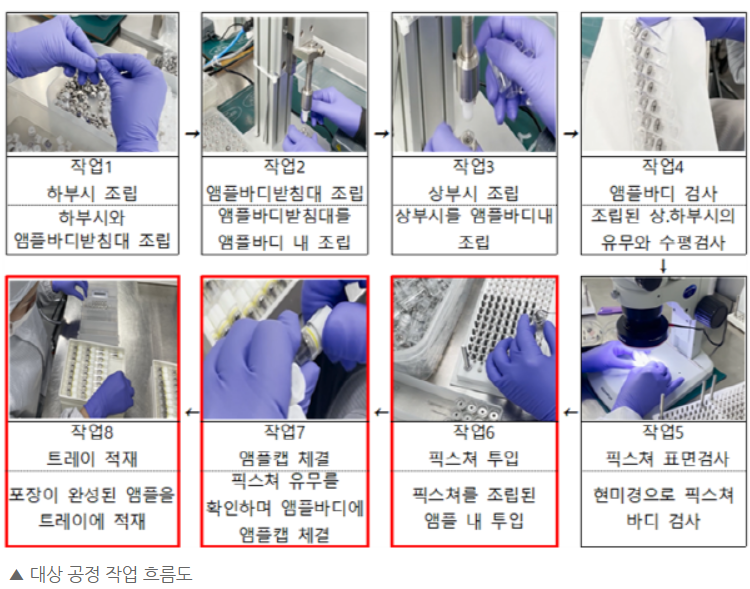 작업1
하부시 조립
하부시와
앰플바디받침대 조립
→
작업2
앰플바디받침대 조립
앰플바디받침대를
앰플바디 내 조립
→
작업3
상부시 조립
상부시를 앰플바디내
조립
→
작업4
앰플바디 검사
조립된 상,하부시의
유무와 수평검사
↓
작업5
픽스쳐 표면검사
현미경으로 픽스쳐
바디 검사
←
작업6
픽스쳐 투입
픽스쳐를 조립된
앰플 내 투입
←
작업7
앰플캡 체결
픽스쳐 유무를
확인하며 앰플바디에
앰플캡 체결
←
작업8
트레이 적재
포장이 완성된 앰플을
트레이에 적재
▲ 대상 공정 작업 흐름도